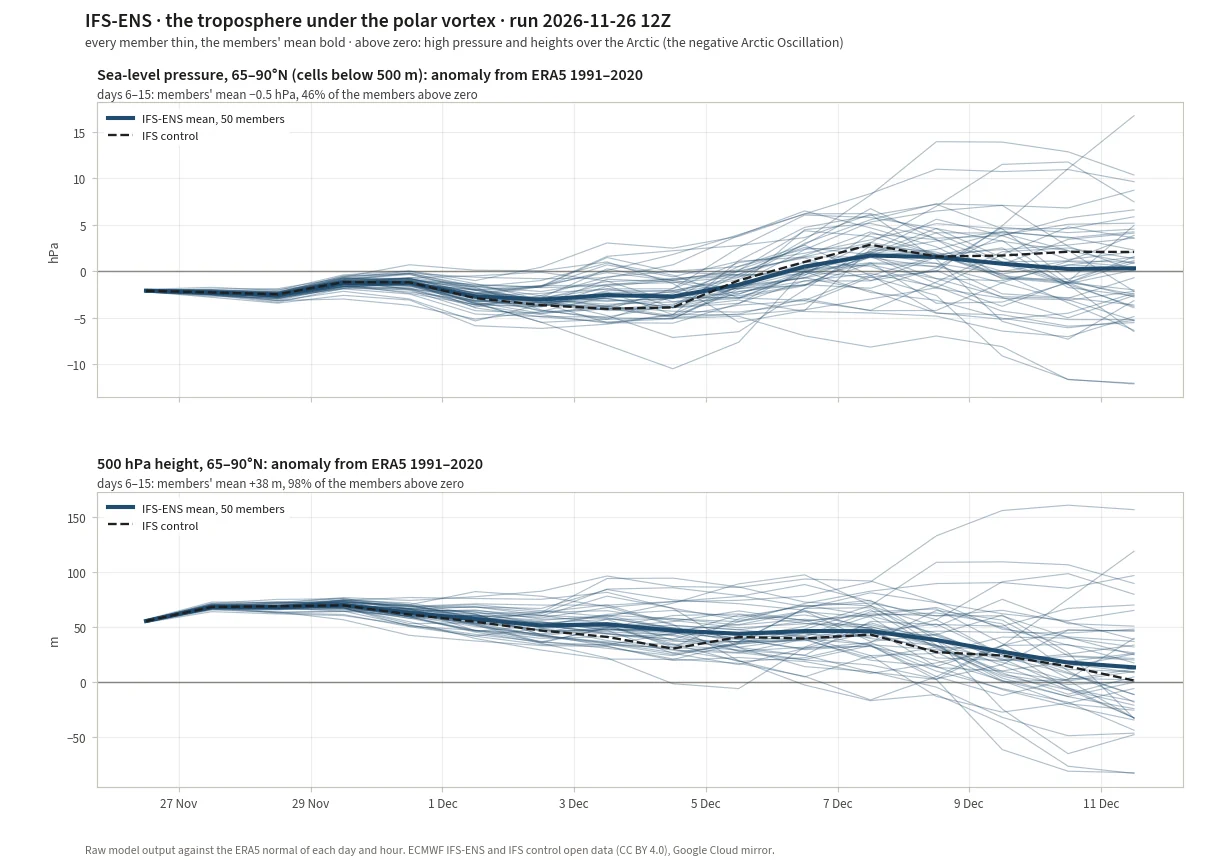 IFS-ENS · the troposphere under the polar vortex · run 2026-11-26 12Z
every member thin, the members' mean bold · above zero: high pressure and heights over the Arctic (the negative Arctic Oscillation)
Sea-level pressure, 65–90°N (cells below 500 m): anomaly from ERA5 1991–2020
days 6–15: members' mean −0.5 hPa, 46% of the members above zero
IFS-ENS mean, 50 members
IFS control
15
10
5
0
−5
−10
hPa
500 hPa height, 65–90°N: anomaly from ERA5 1991–2020
days 6–15: members' mean +38 m, 98% of the members above zero
IFS-ENS mean, 50 members
IFS control
150
100
50
0
−50
m
27 Nov
29 Nov
1 Dec
3 Dec
5 Dec
7 Dec
9 Dec
11 Dec
Raw model output against the ERA5 normal of each day and hour. ECMWF IFS-ENS and IFS control open data (CC BY 4.0), Google Cloud mirror.